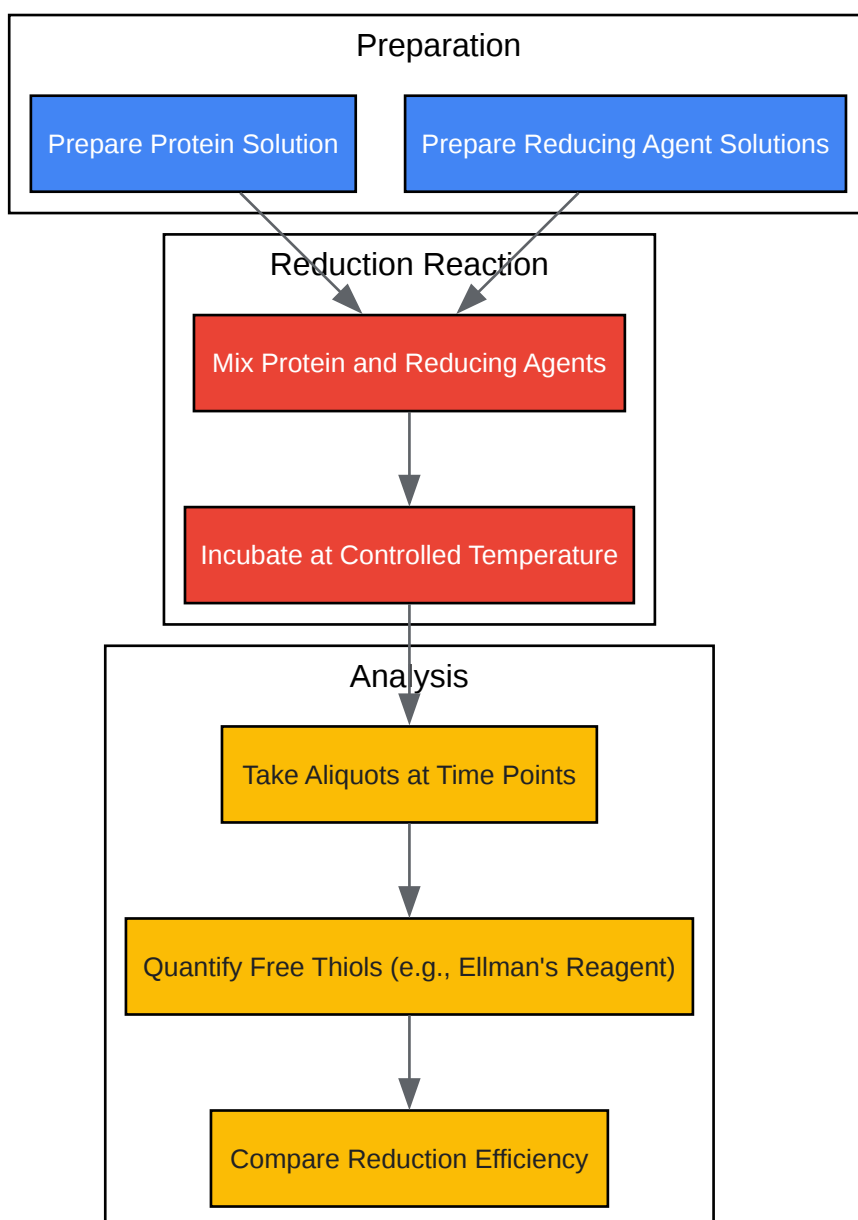 Preparation
Prepare Protein Solution
Prepare Reducing Agent Solutions
Reduction Reaction
Mix Protein and Reducing Agents
Incubate at Controlled Temperature
Analysis
Take Aliquots at Time Points
Quantify Free Thiols (e.g., Ellman's Reagent)
Compare Reduction Efficiency